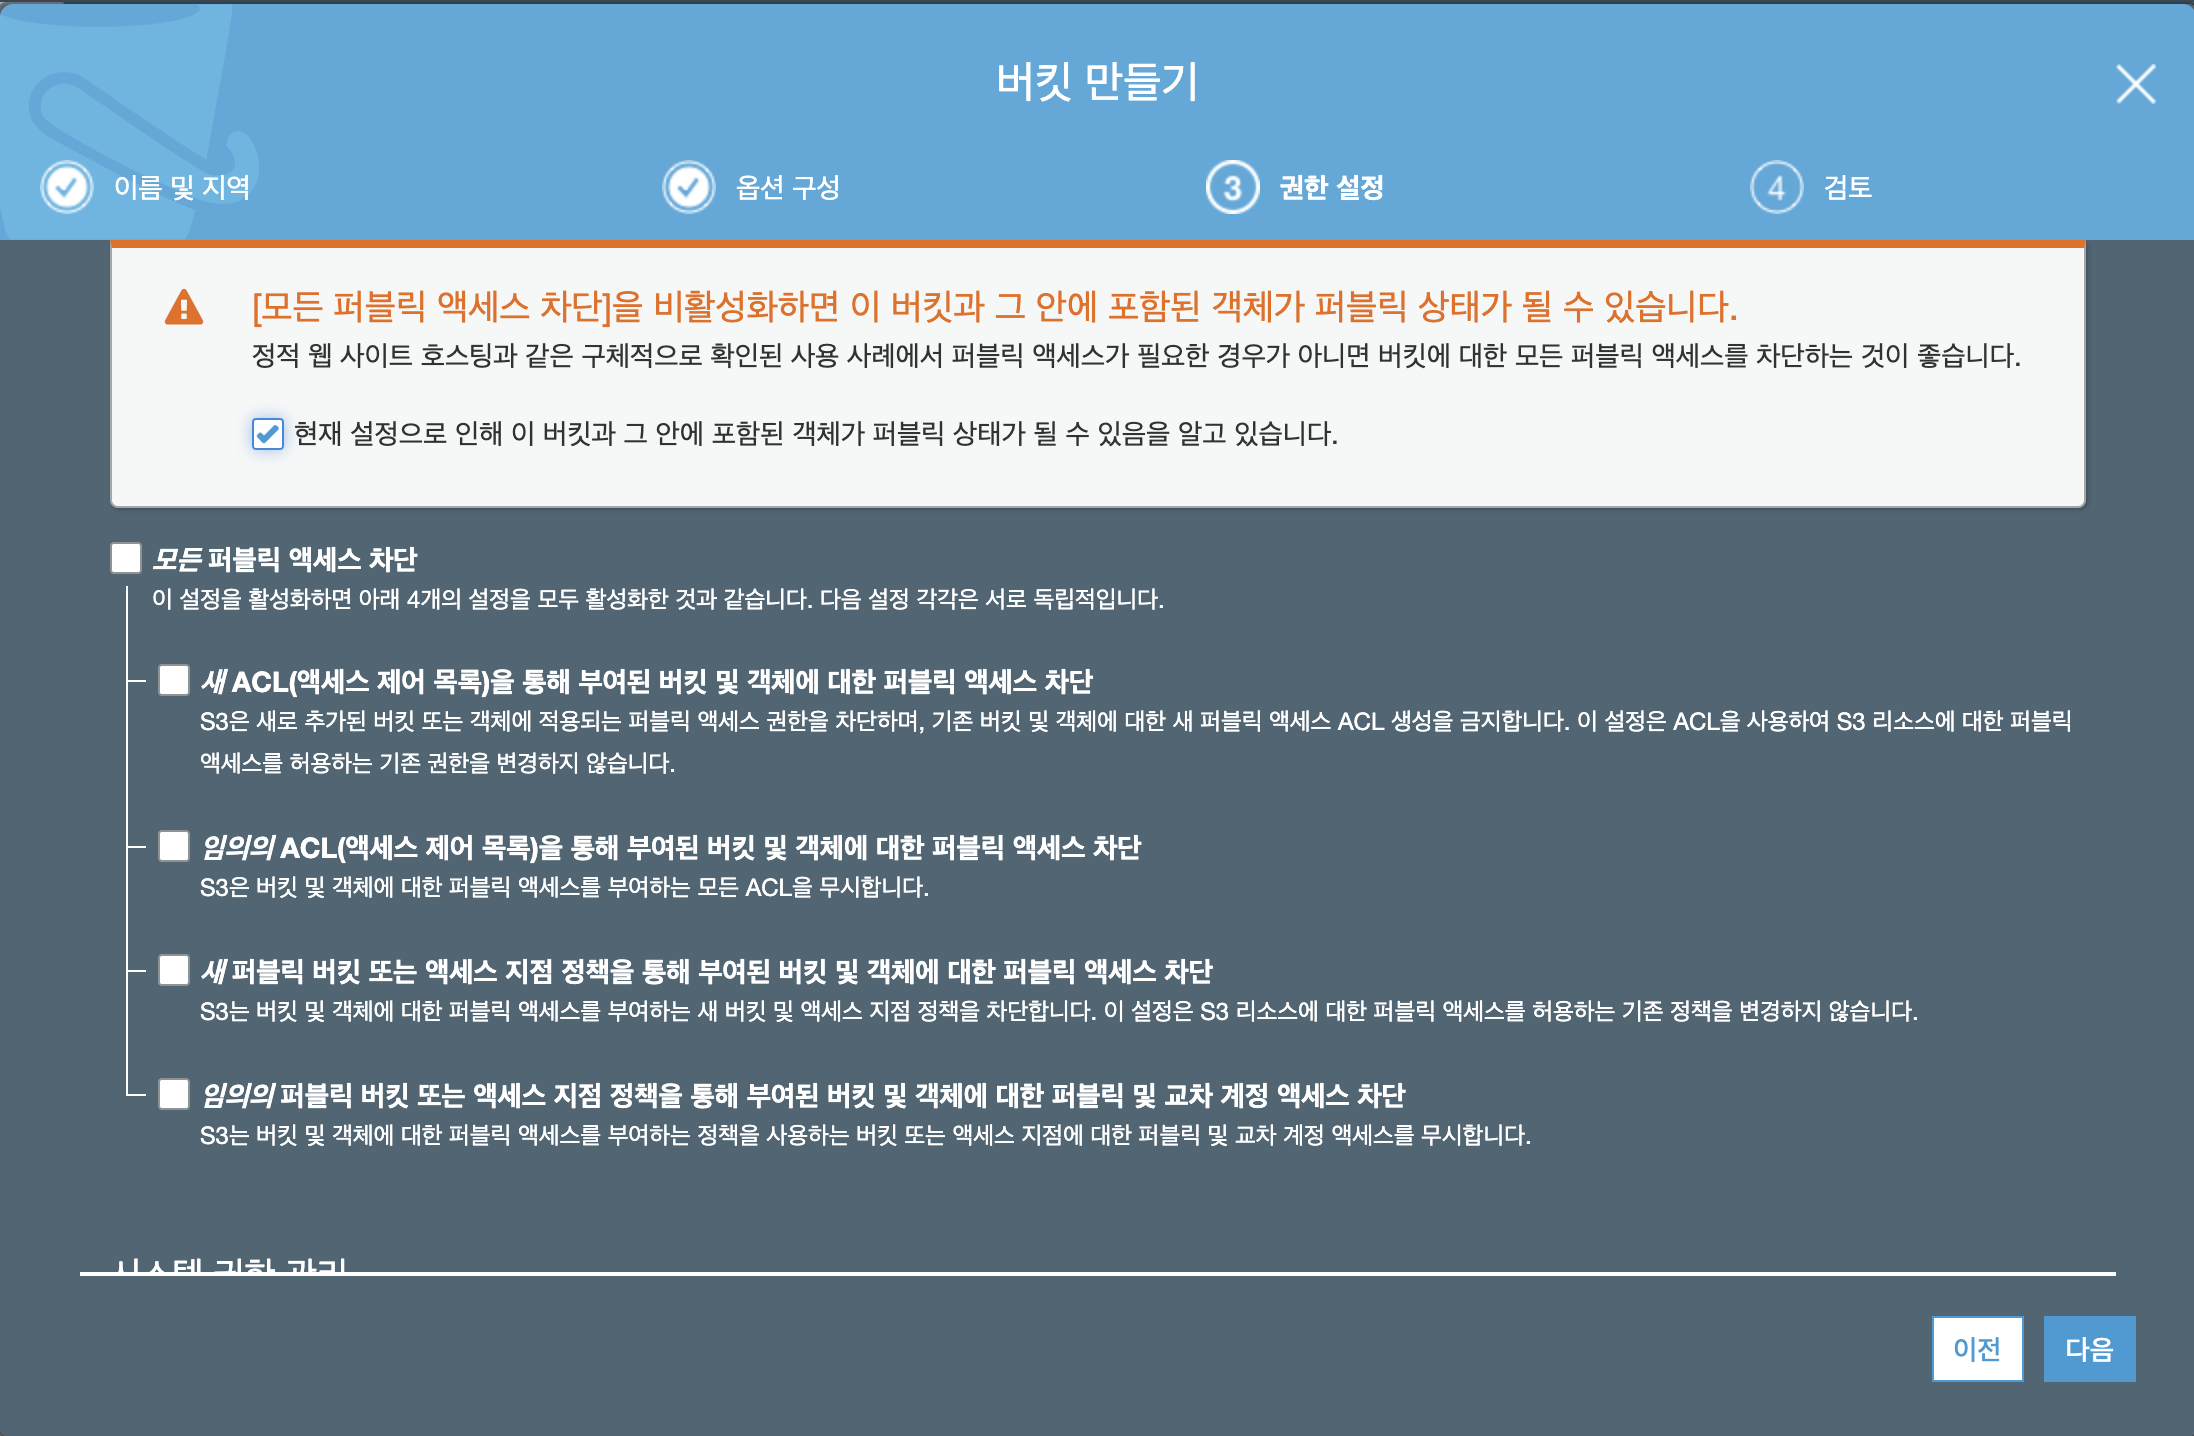 버킷 만들기
이름 및 지역
옵션 구성
3 권한 설정
4 검토
[모든 퍼블릭 액세스 차단]을 비활성화하면 이 버킷과 그 안에 포함된 객체가 퍼블릭 상태가 될 수 있습니다.
정적 웹 사이트 호스팅과 같은 구체적으로 확인된 사용 사례에서 퍼블릭 액세스가 필요한 경우가 아니면 버킷에 대한 모든 퍼블릭 액세스를 차단하는 것이 좋습니다.
현재 설정으로 인해 이 버킷과 그 안에 포함된 객체가 퍼블릭 상태가 될 수 있음을 알고 있습니다.
모든 퍼블릭 액세스 차단
이 설정을 활성화하면 아래 4개의 설정을 모두 활성화한 것과 같습니다. 다음 설정 각각은 서로 독립적입니다.
새 ACL(액세스 제어 목록)을 통해 부여된 버킷 및 객체에 대한 퍼블릭 액세스 차단
S3은 새로 추가된 버킷 또는 객체에 적용되는 퍼블릭 액세스 권한을 차단하며, 기존 버킷 및 객체에 대한 새 퍼블릭 액세스 ACL 생성을 금지합니다. 이 설정은 ACL을 사용하여 S3 리소스에 대한 퍼블릭
액세스를 허용하는 기존 권한을 변경하지 않습니다.
임의의 ACL(액세스 제어 목록)을 통해 부여된 버킷 및 객체에 대한 퍼블릭 액세스 차단
S3은 버킷 및 객체에 대한 퍼블릭 액세스를 부여하는 모든 ACL을 무시합니다.
새 퍼블릭 버킷 또는 액세스 지점 정책을 통해 부여된 버킷 및 객체에 대한 퍼블릭 액세스 차단
S3는 버킷 및 객체에 대한 퍼블릭 액세스를 부여하는 새 버킷 및 액세스 지점 정책을 차단합니다. 이 설정은 S3 리소스에 대한 퍼블릭 액세스를 허용하는 기존 정책을 변경하지 않습니다.
임의의 퍼블릭 버킷 또는 액세스 지점 정책을 통해 부여된 버킷 및 객체에 대한 퍼블릭 및 교차 계정 액세스 차단
S3는 버킷 및 객체에 대한 퍼블릭 액세스를 부여하는 정책을 사용하는 버킷 또는 액세스 지점에 대한 퍼블릭 및 교차 계정 액세스를 무시합니다.
시스템 권한 관리
이전
다음